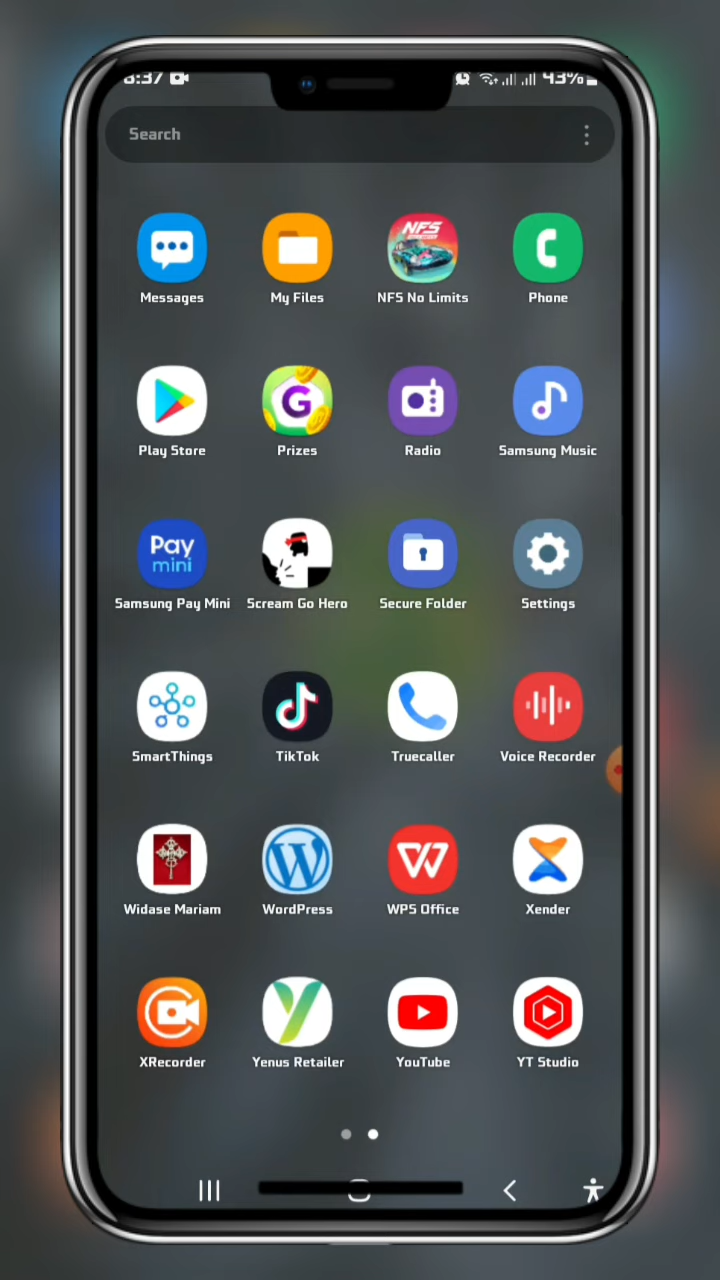 8:37 43%
Search
NFS
Messages My Files NFS No Limits Phone
G
Play Store Prizes Radio Samsung Music
Pay
mini
Samsung Pay Mini Scream Go Hero Secure Folder Settings
SmartThings TikTok Truecaller Voice Recorder
W W
Widase Mariam WordPress WPS Office Xender
XRecorder Yenus Retailer YouTube YT Studio